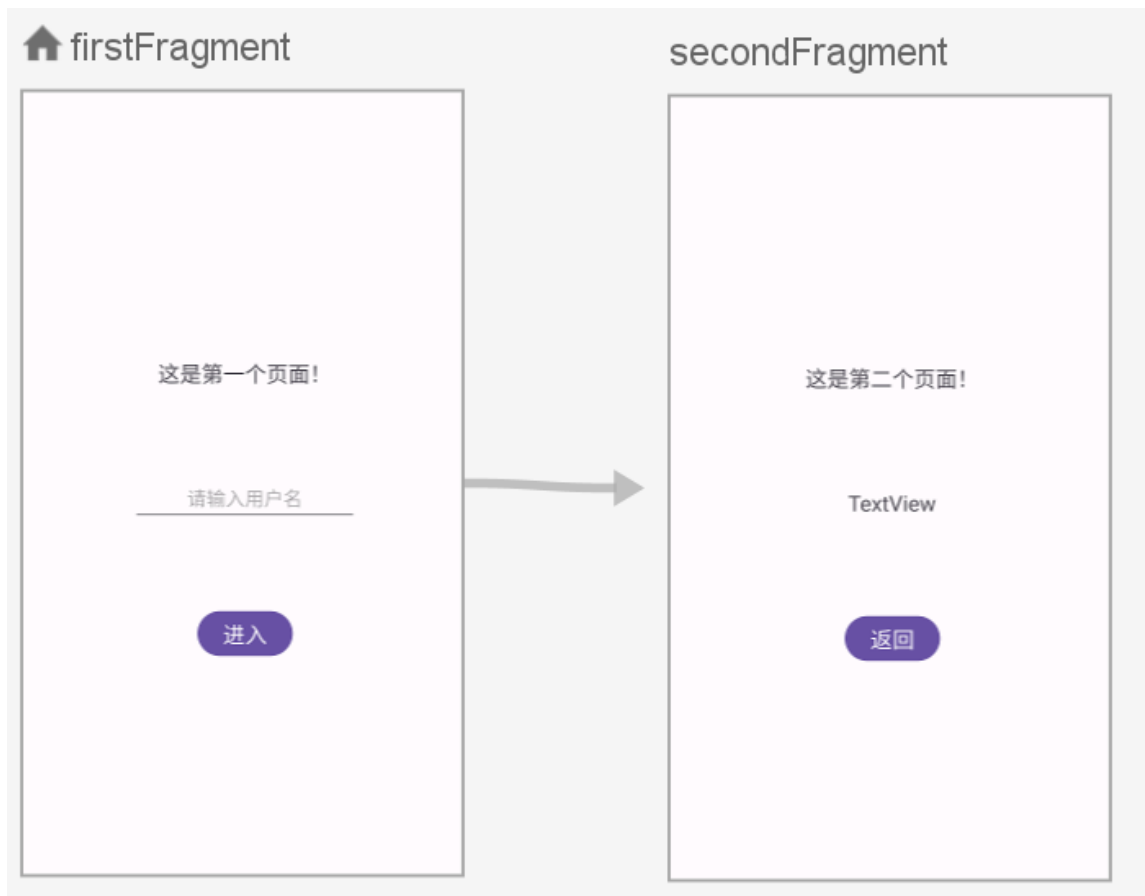 firstFragment
这是第一个页面！
请输入用户名
进入
secondFragment
这是第二个页面！
TextView
返回